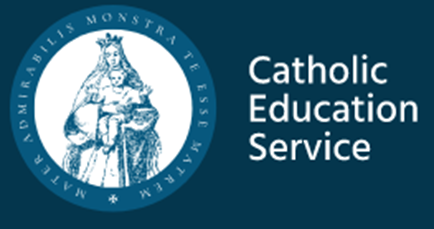 MATER ADMIRABILIS MONSTRA TE ESSE MATREM
Catholic
Education
Service